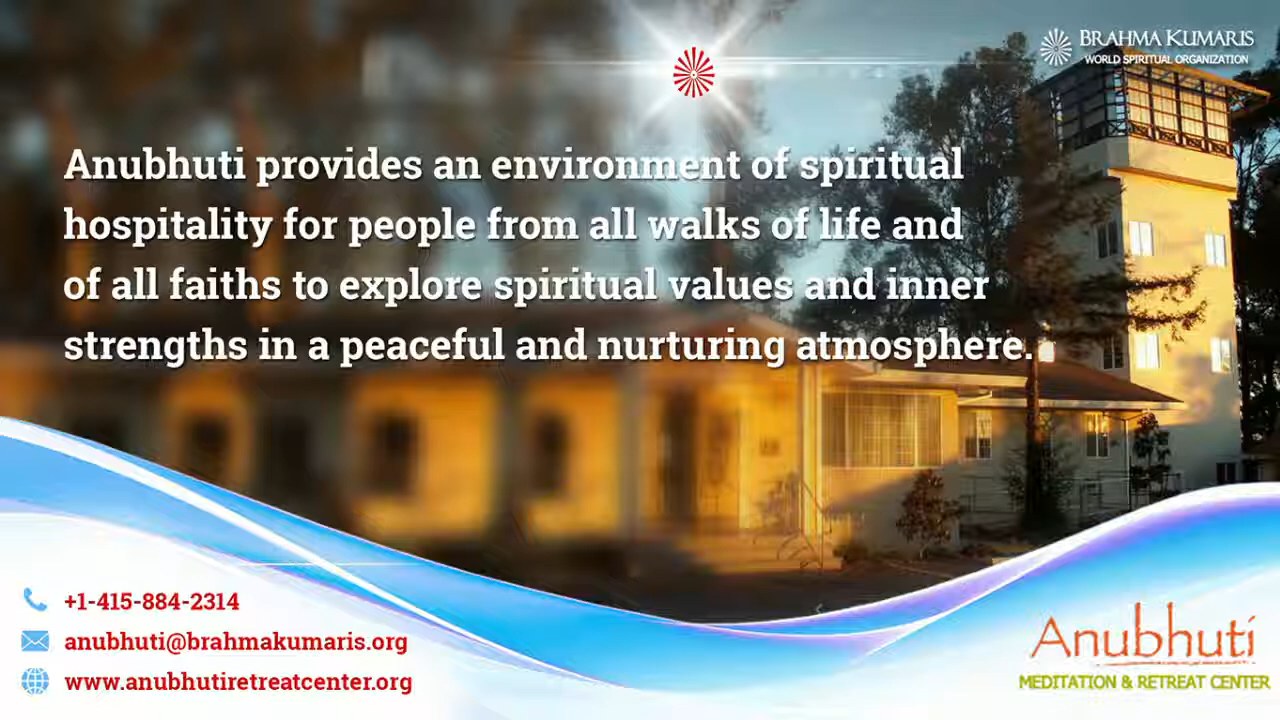 BRAHMA KUMARIS
WORLD SPIRITUAL ORGANIZATION
Anubhuti provides an environment of spiritual
hospitality for people from all walks of life and
of all faiths to explore spiritual values and inner
strengths in a peaceful and nurturing atmosphere.
+1-415-884-2314
anubhuti@brahmakumaris.org
www.anubhutiretreatcenter.org
Anubhuti
MEDITATION & RETREAT CENTER